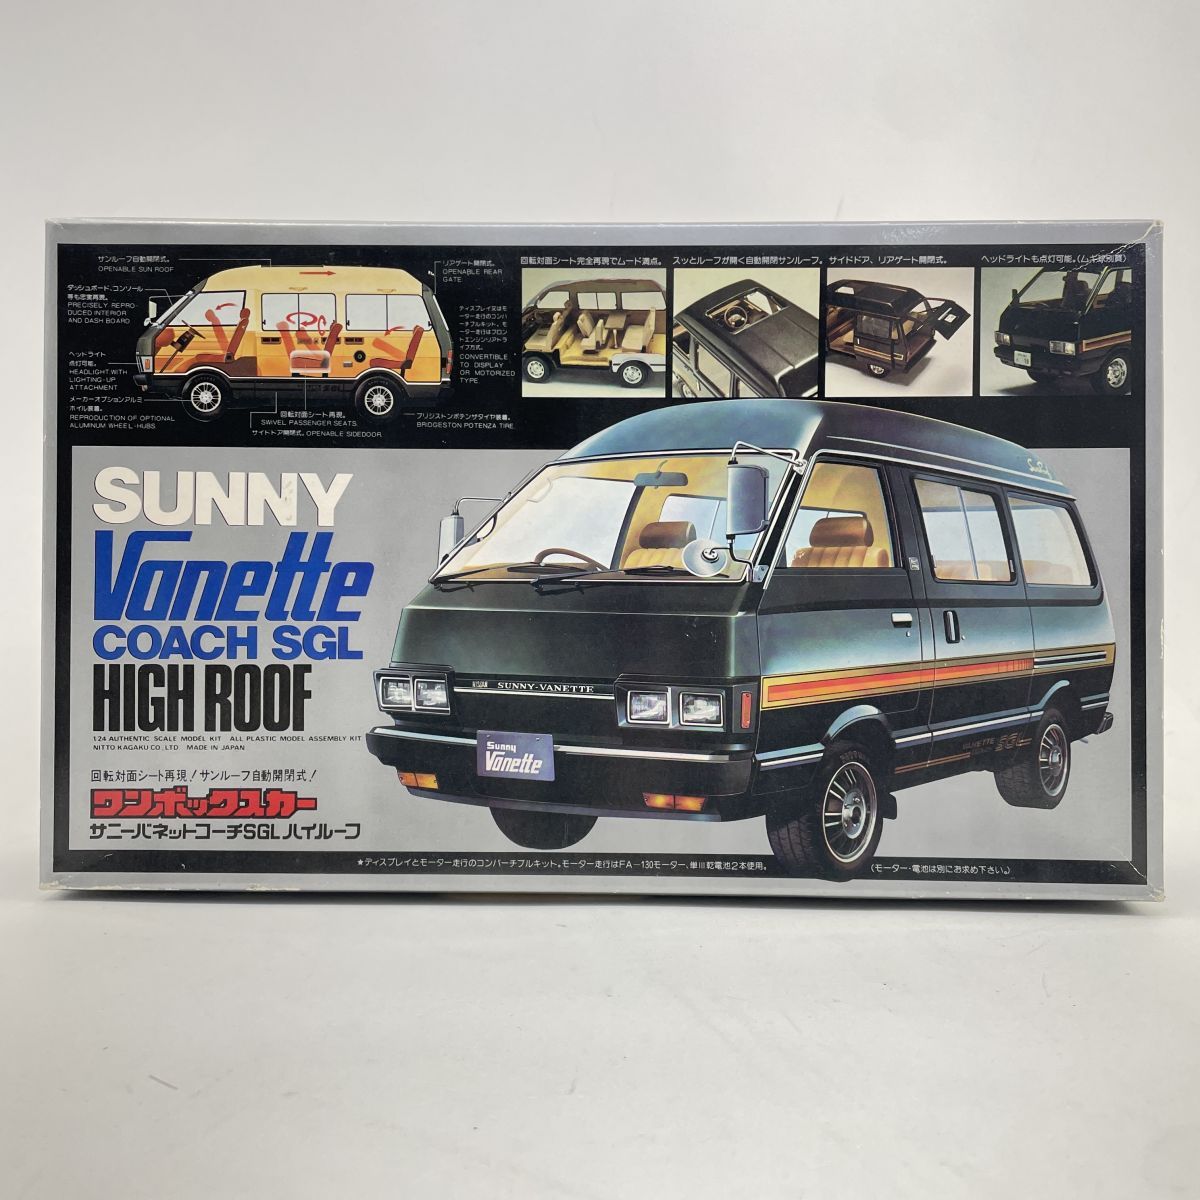 サンルーフ自動開閉式。
OPENABLE SUN ROOF
ダッシュボード、コンソール
等も忠実再現。
PRECISELY REPRO-
DUCED INTERIOR
AND DASH BOARD
ヘッドライト
点灯可能。
HEADLIGHT WITH
LIGHTING-UP
ATTACHMENT
メーカーオプションアルミ
ホイル装着。
REPRODUCTION OF OPTIONAL
ALUMINUM WHEEL-HUBS
回転対面シート再現。
SWIVEL PASSENGER SEATS.
サイドドア開閉式。OPENABLE SIDEDOOR
ブリジストンポテンザタイヤ装着。
BRIDGESTON POTENZA TIRE
リアゲート開閉式。
OPENABLE REAR
GATE
ディスプレイ又はモ
ーター走行のコンバ
ーチブルキット。モ
ーター走行はフロン
トエンジンリアドラ
イブ方式。
CONVERTIBLE
TO DISPLAY
OR MOTORIZED
TYPE
回転対面シート完全再現でムード満点。
スッとルーフが開く自動開閉サンルーフ。
サイドドア、リアゲート開閉式。
ヘッドライトも点灯可能。(ムギ球別買)
SUNNY
Vanette
COACH SGL
HIGH ROOF
1:24 AUTHENTIC SCALE MODEL KIT ALL PLASTIC MODEL ASSEMBLY KIT
NITTO KAGAKU CO.,LTD. MADE IN JAPAN
回転対面シート再現！サンルーフ自動開閉式！
ワンボックスカー
サニーバネットコーチSGLハイルーフ
SunRoof
NISSAN SUNNY-VANETTE
Sunny
Vanette
VANETTE
SGL
★ディスプレイとモーター走行のコンバーチブルキット。モーター走行はFA-130モーター、単III乾電池2本使用。
(モーター・電池は別にお求め下さい。)